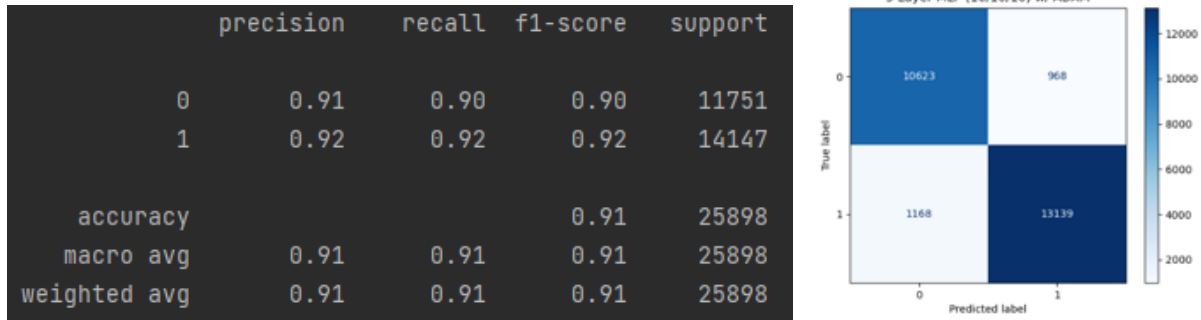 precision recall f1-score support
0 0.91 0.90 0.90 11751
1 0.92 0.92 0.92 14147
accuracy 0.91 25898
macro avg 0.91 0.91 0.91 25898
weighted avg 0.91 0.91 0.91 25898
True label
0
10623 968
1
1168 13139
0 1
Predicted label
12000
10000
8000
6000
4000
2000